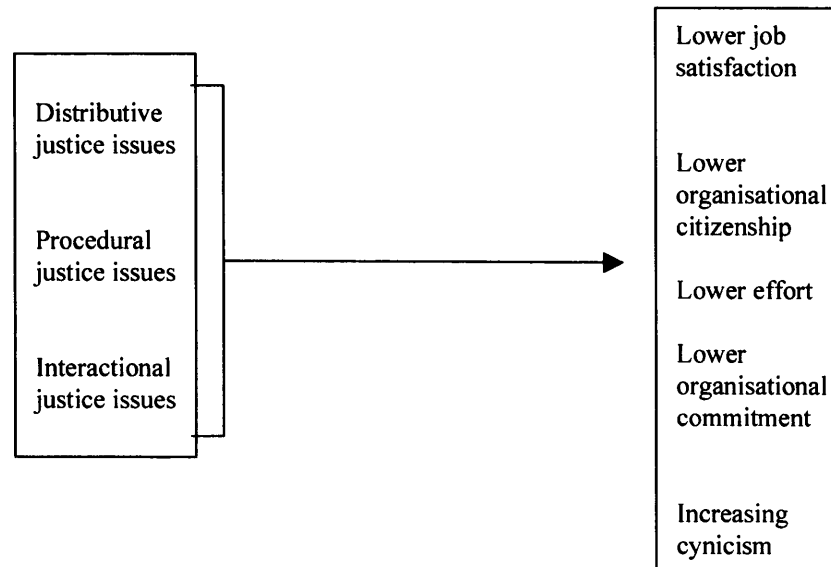 Distributive
justice issues
Procedural
justice issues
Interactional
justice issues
Lower job
satisfaction
Lower
organisational
citizenship
Lower effort
Lower
organisational
commitment
Increasing
cynicism